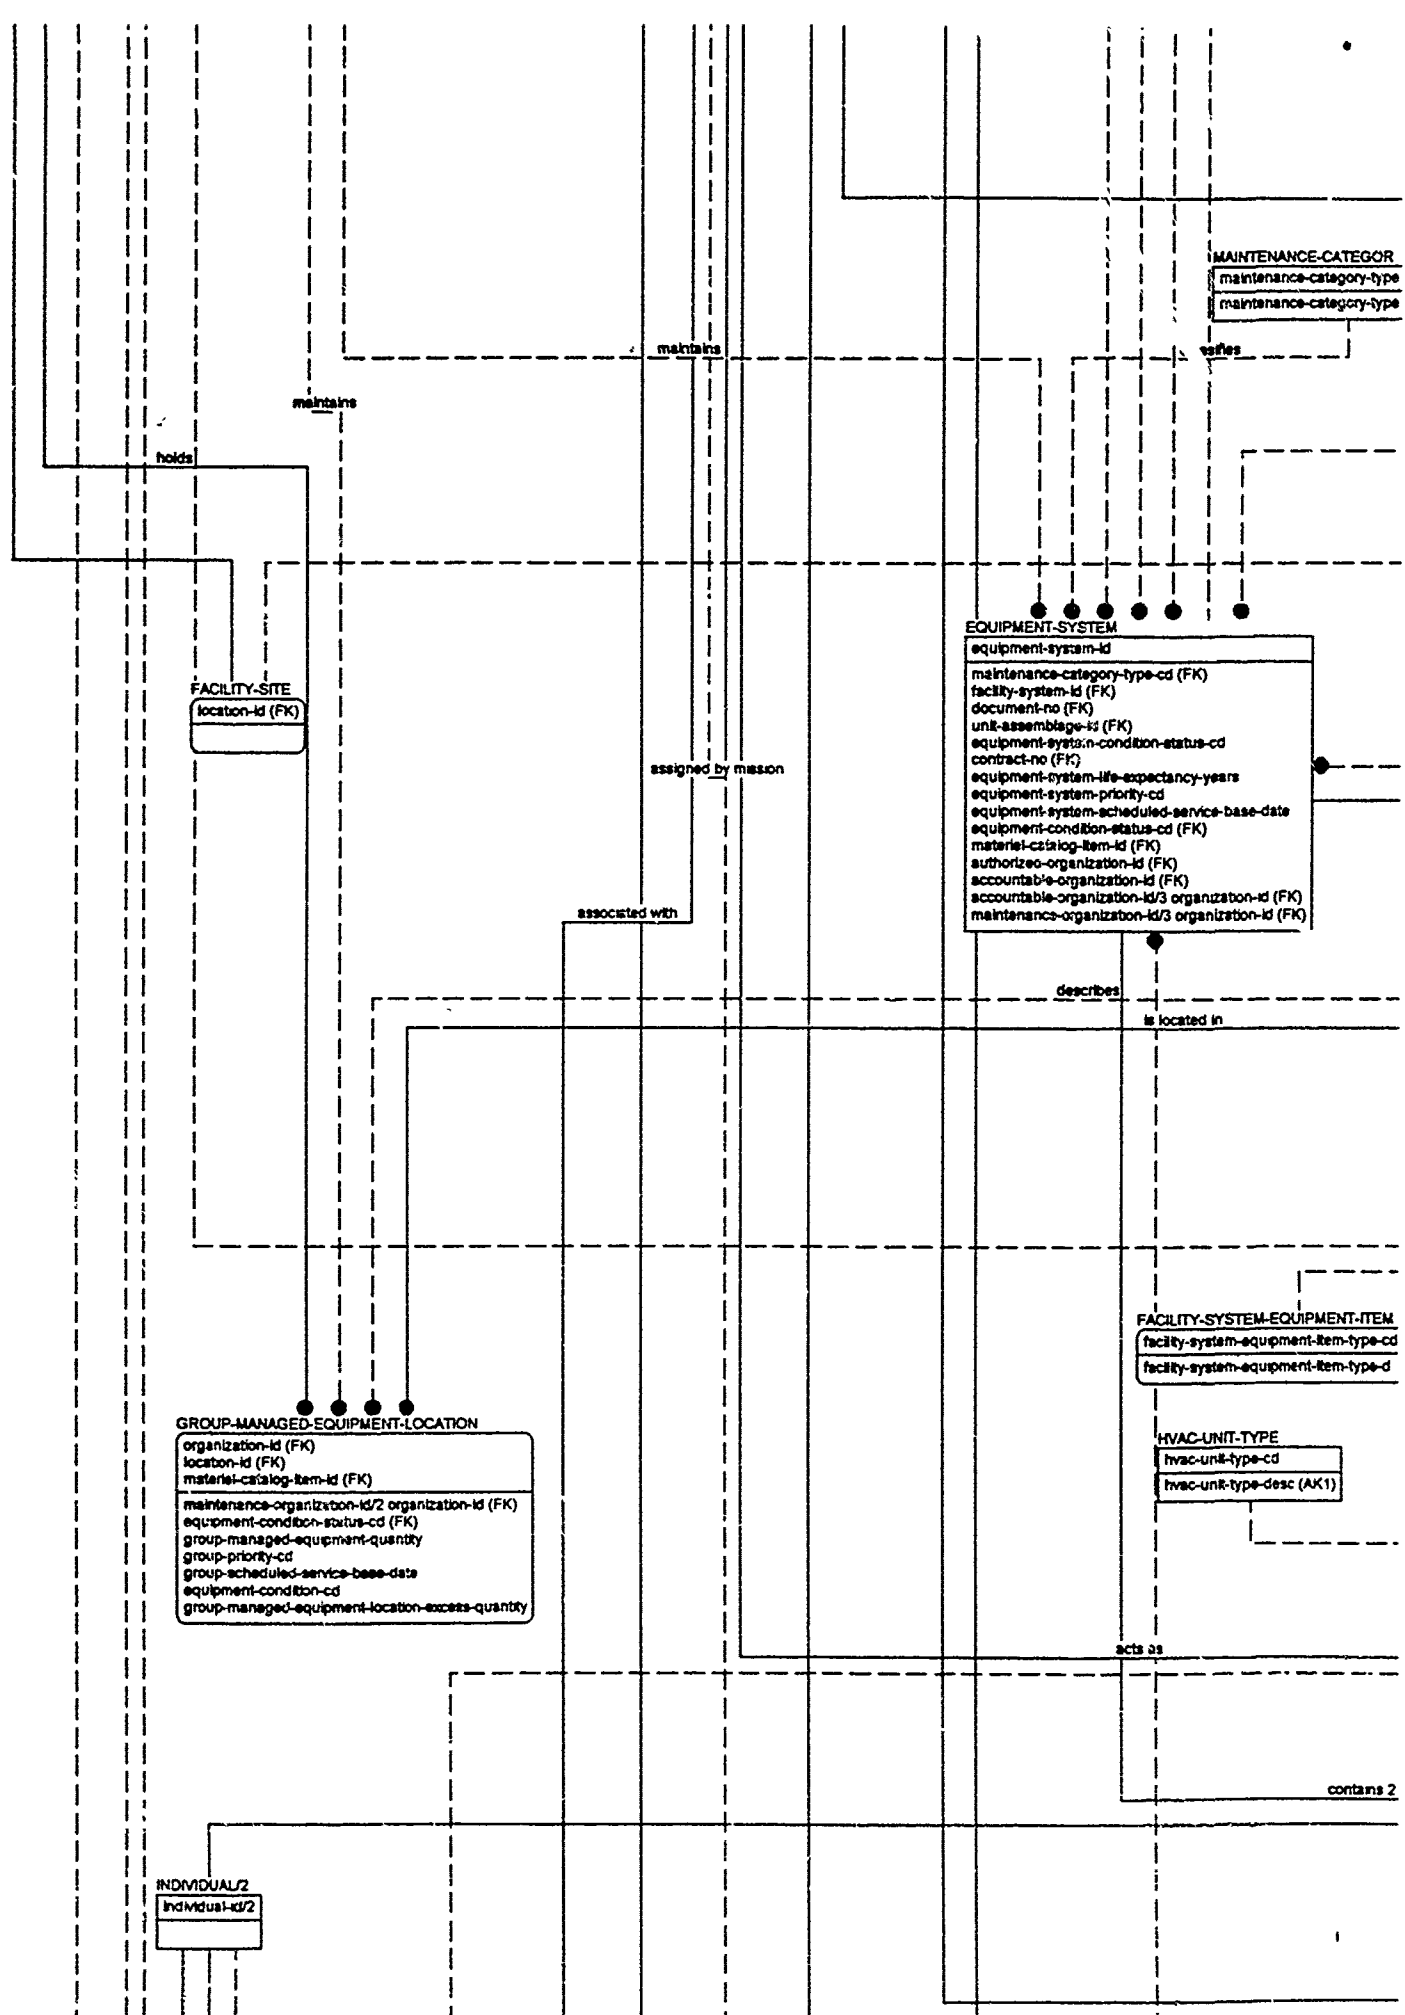 MAINTENANCE-CATEGOR
maintenance-category-type
maintenance-category-type
maintains
maintains
holds
EQUIPMENT-SYSTEM
equipment-system-id
maintenance-category-type-cd (FK)
facility-system-id (FK)
document-no (FK)
unit-assemblage-id (FK)
equipment-system-condition-status-cd
contract-no (FK)
equipment-system-life-expectancy-years
equipment-system-priority-cd
equipment-system-scheduled-service-base-date
equipment-condition-status-cd (FK)
materiel-catalog-item-id (FK)
authorized-organization-id (FK)
accountable-organization-id (FK)
accountable-organization-id/3 organization-id (FK)
maintenance-organization-id/3 organization-id (FK)
FACILITY-SITE
location-id (FK)
assigned by mission
associated with
describes
is located in
FACILITY-SYSTEM-EQUIPMENT-ITEM
facility-system-equipment-item-type-cd
facility-system-equipment-item-type-d
GROUP-MANAGED-EQUIPMENT-LOCATION
organization-id (FK)
location-id (FK)
materiel-catalog-item-id (FK)
maintenance-organization-id/2 organization-id (FK)
equipment-condition-status-cd (FK)
group-managed-equipment-quantity
group-priority-cd
group-scheduled-service-base-date
equipment-condition-cd
group-managed-equipment-location-excess-quantity
HVAC-UNIT-TYPE
hvac-unit-type-cd
hvac-unit-type-desc (AK1)
acts as
contains 2
INDIVIDUAL/2
individual-id/2